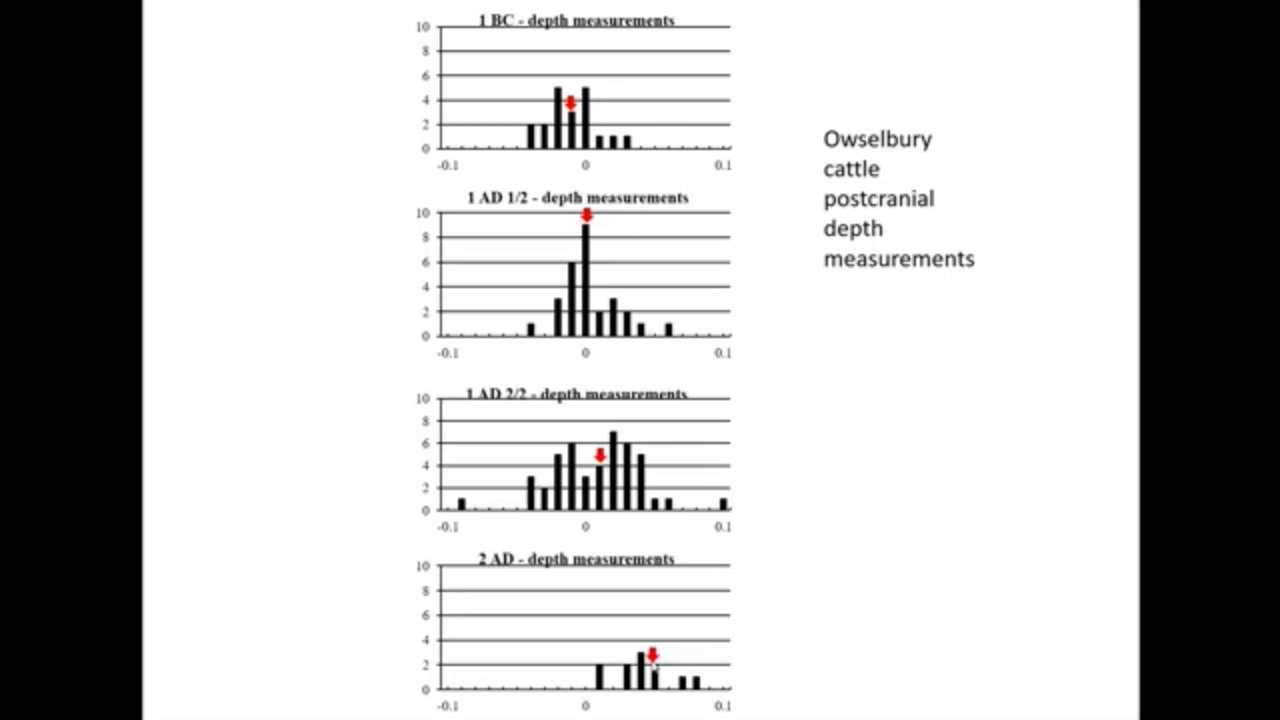 1 BC - depth measurements
10
8
6
4
2
0
-0.1 0 0.1
Owselbury
cattle
postcranial
depth
measurements
1 AD 1/2 - depth measurements
10
8
6
4
2
0
-0.1 0 0.1
1 AD 2/2 - depth measurements
10
8
6
4
2
0
-0.1 0 0.1
2 AD - depth measurements
10
8
6
4
2
0
-0.1 0 0.1